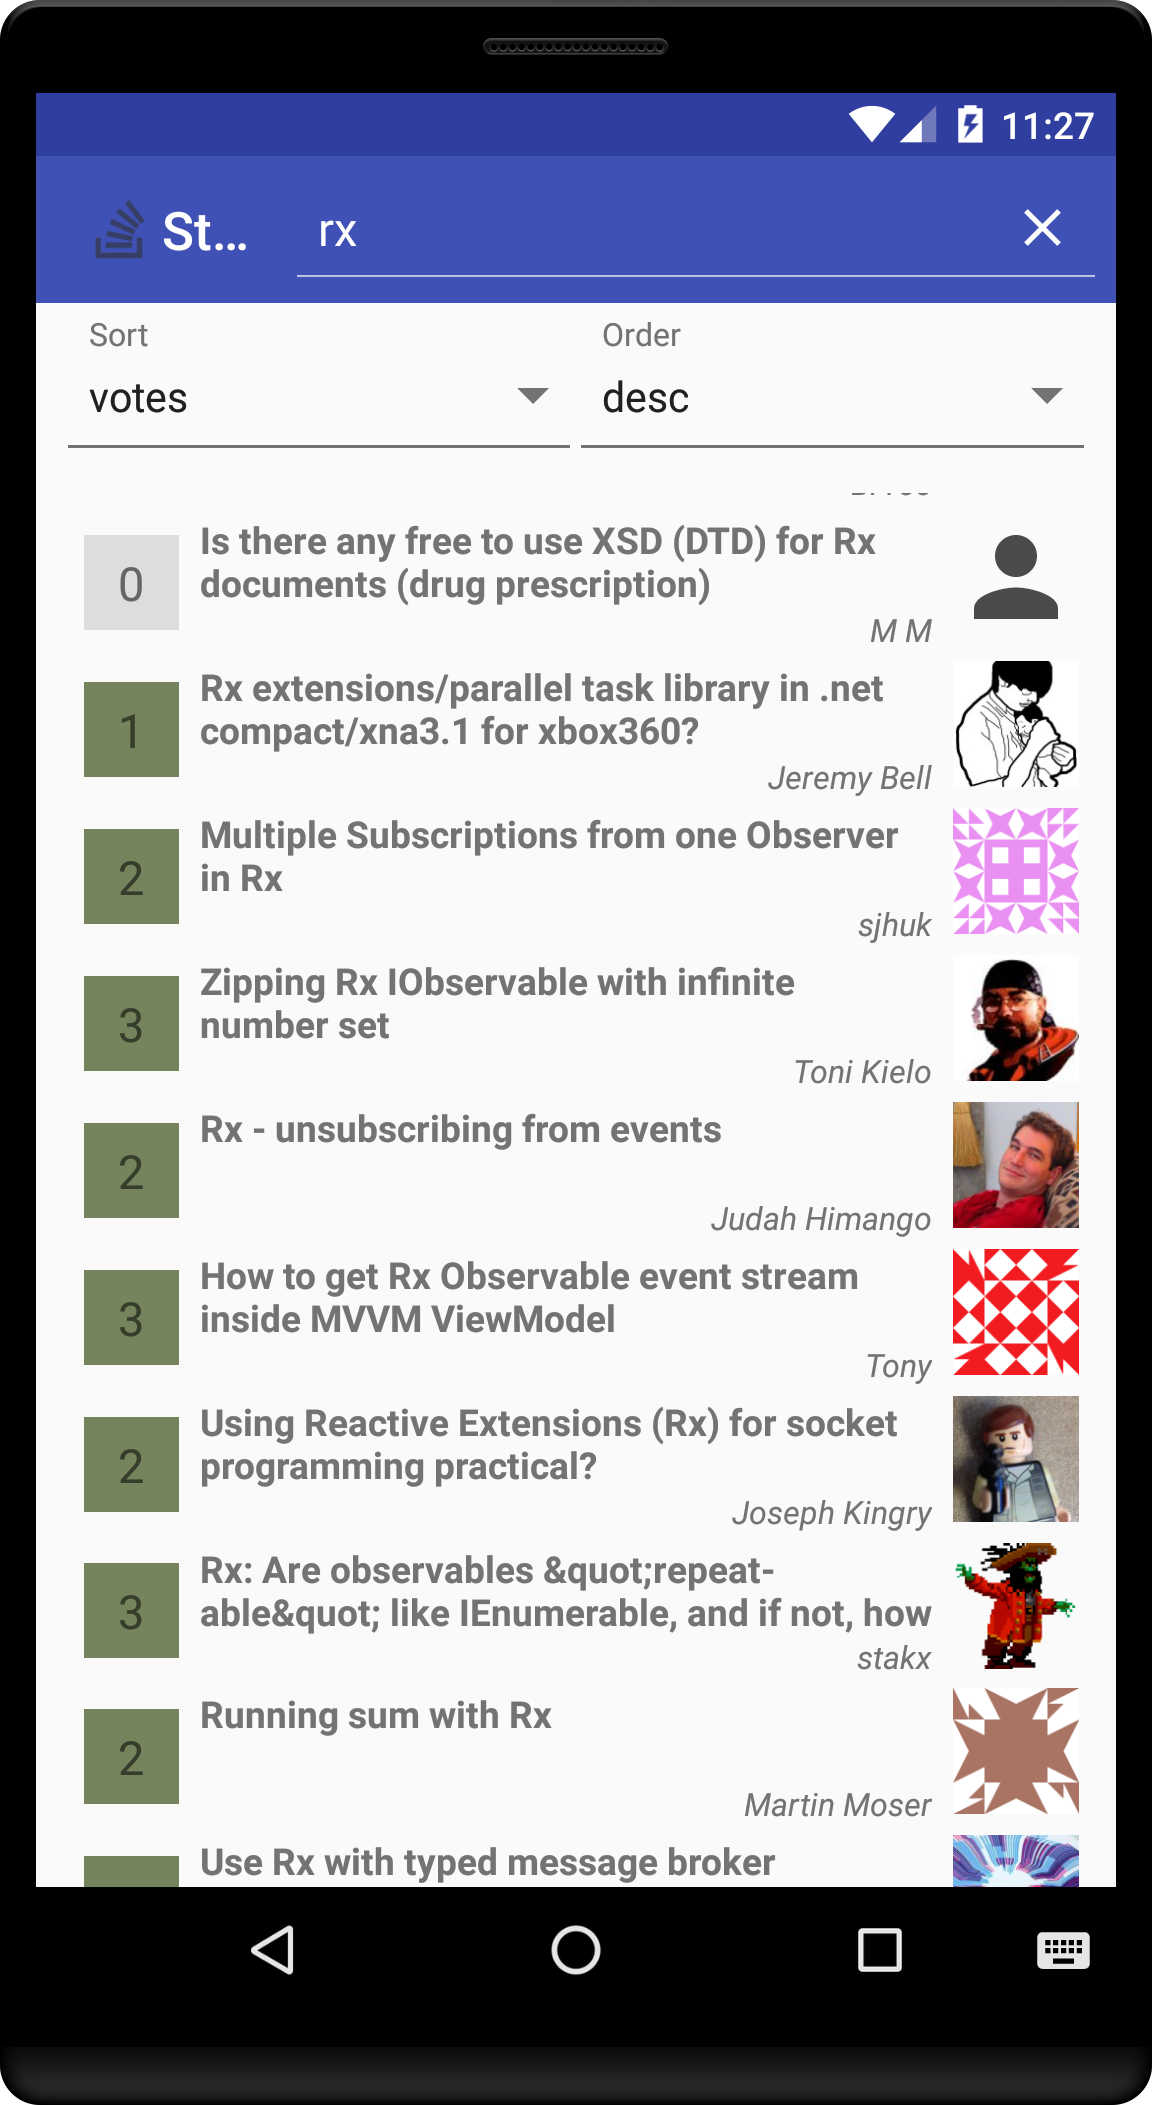 11:27
St...
rx
Sort
Order
votes
desc
0
Is there any free to use XSD (DTD) for Rx
documents (drug prescription)
M M
1
Rx extensions/parallel task library in .net
compact/xna3.1 for xbox360?
Jeremy Bell
2
Multiple Subscriptions from one Observer
in Rx
sjhuk
3
Zipping Rx IObservable with infinite
number set
Toni Kielo
2
Rx - unsubscribing from events
Judah Himango
3
How to get Rx Observable event stream
inside MVVM ViewModel
Tony
2
Using Reactive Extensions (Rx) for socket
programming practical?
Joseph Kingry
3
Rx: Are observables &quot;repeat-
able&quot; like IEnumerable, and if not, how
stakx
2
Running sum with Rx
Martin Moser
Use Rx with typed message broker